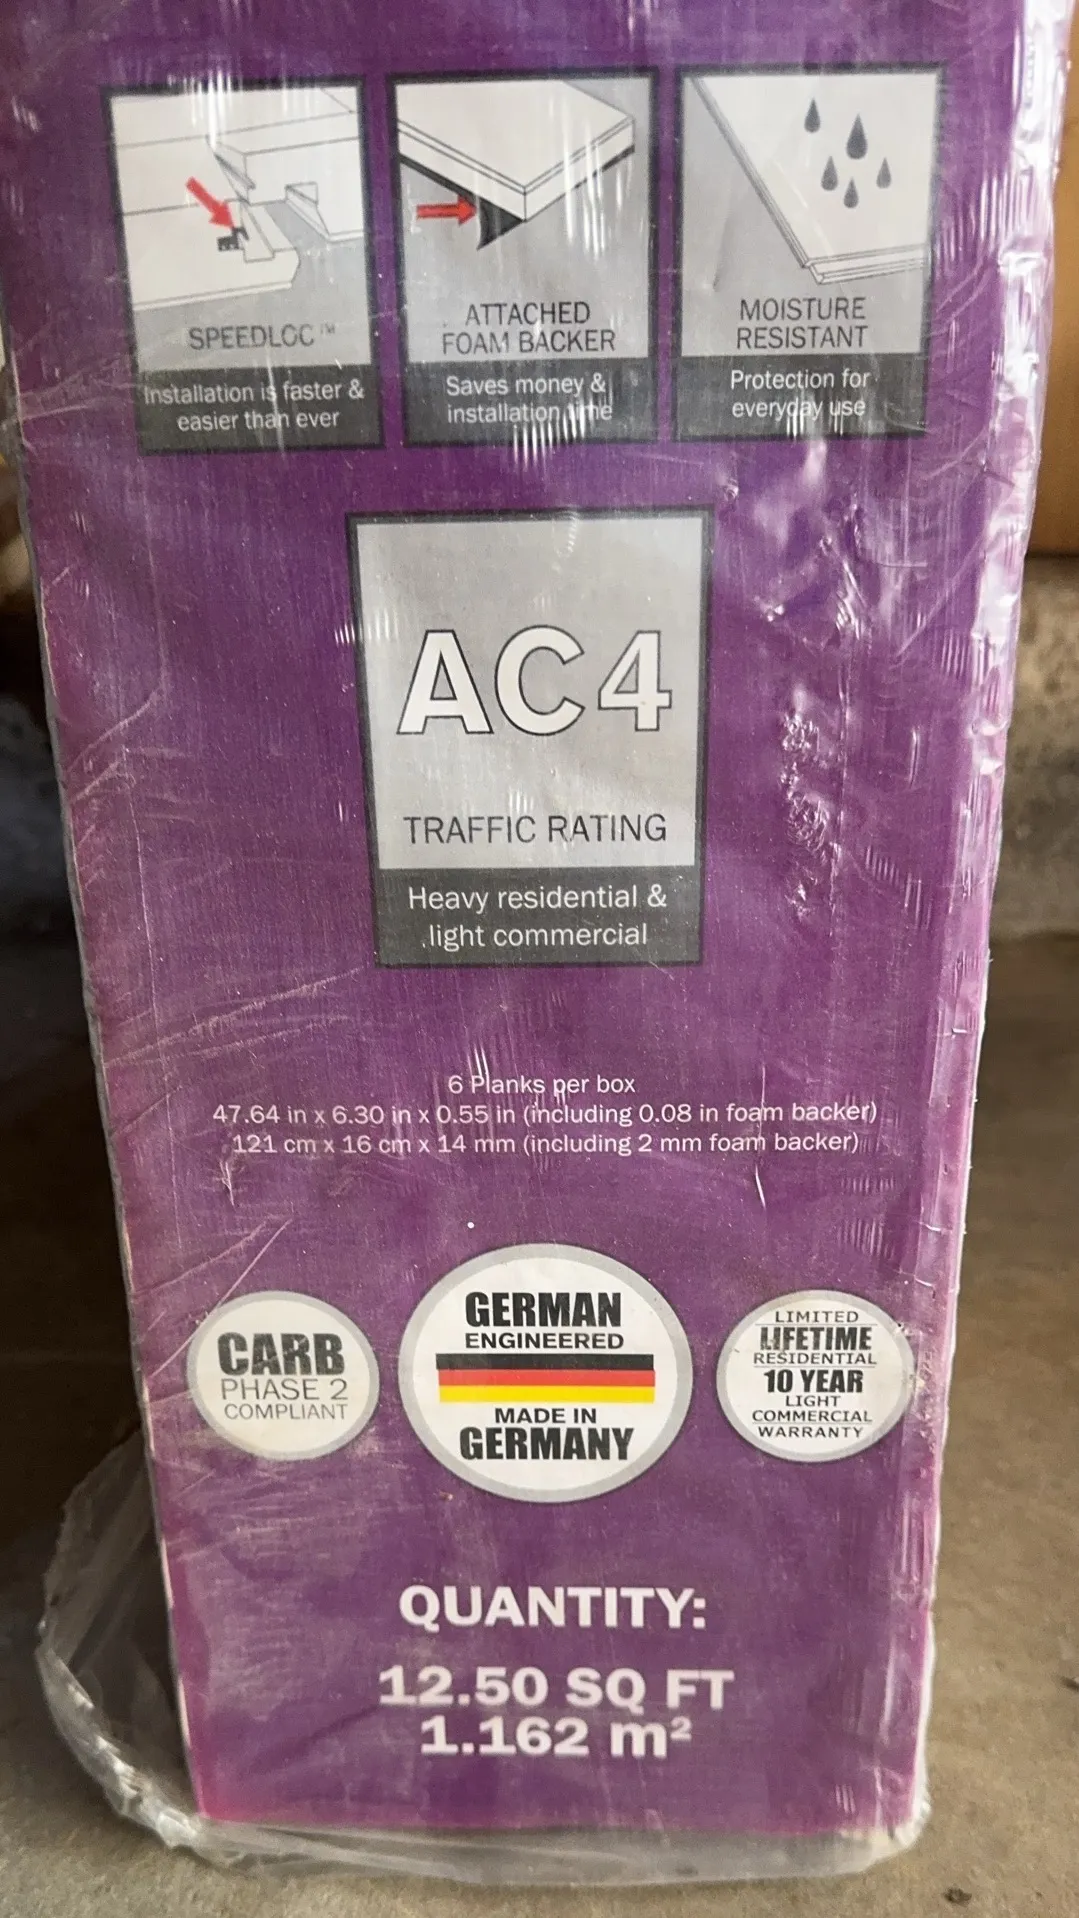 SPEEDLOC™
Installation is faster &
easier than ever
ATTACHED
FOAM BACKER
Saves money &
installation time
MOISTURE
RESISTANT
Protection for
everyday use
AC4
TRAFFIC RATING
Heavy residential &
light commercial
6 Planks per box
47.64 in x 6.30 in x 0.55 in (including 0.08 in foam backer)
121 cm x 16 cm x 14 mm (including 2 mm foam backer)
CARB
PHASE 2
COMPLIANT
GERMAN
ENGINEERED
MADE IN
GERMANY
LIMITED
LIFETIME
RESIDENTIAL
10 YEAR
LIGHT
COMMERCIAL
WARRANTY
QUANTITY:
12.50 SQ FT
1.162 m²